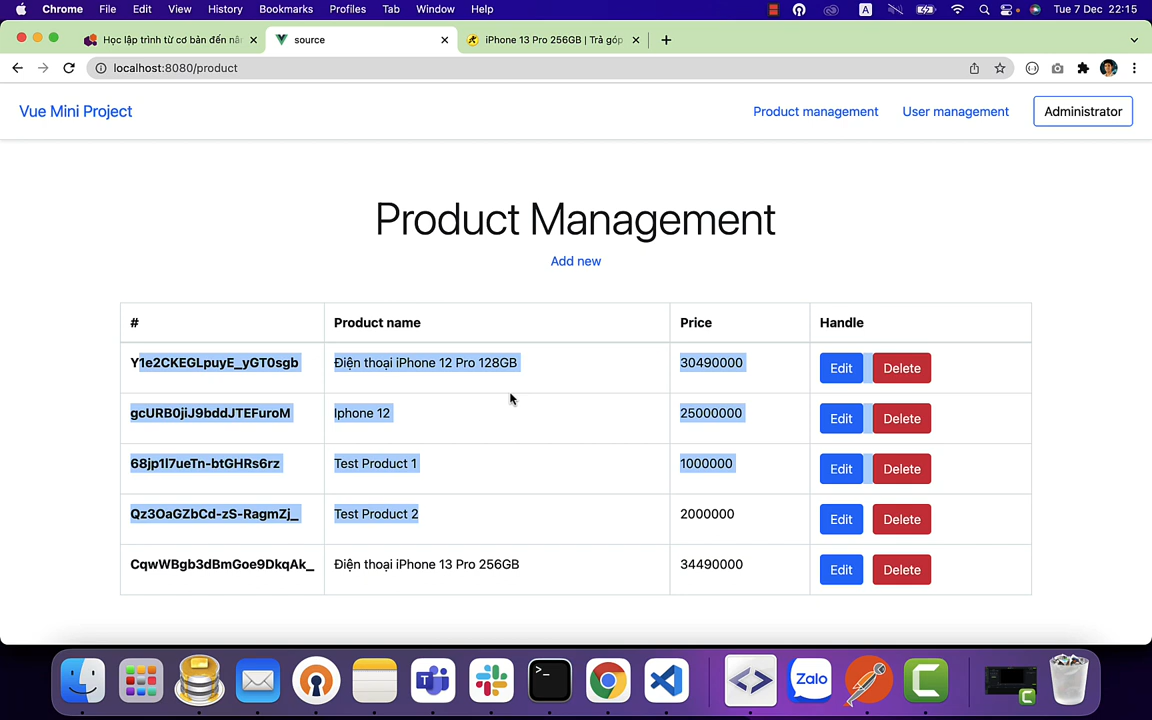 Chrome File Edit View History Bookmarks Profiles Tab Window Help A Tue 7 Dec 22:15
Học lập trình từ cơ bản đến nân source iPhone 13 Pro 256GB | Trả góp
localhost:8080/product
Vue Mini Project Product management User management Administrator
Product Management
Add new
# Product name Price Handle
Y1e2CKEGLpuyE_yGT0sgb Điện thoại iPhone 12 Pro 128GB 30490000 Edit Delete
gcURB0jiJ9bddJTEFuroM Iphone 12 25000000 Edit Delete
68jp1l7ueTn-btGHRs6rz Test Product 1 1000000 Edit Delete
Qz3OaGZbCd-zS-RagmZj_ Test Product 2 2000000 Edit Delete
CqwWBgb3dBmGoe9DkqAk_ Điện thoại iPhone 13 Pro 256GB 34490000 Edit Delete
Zalo